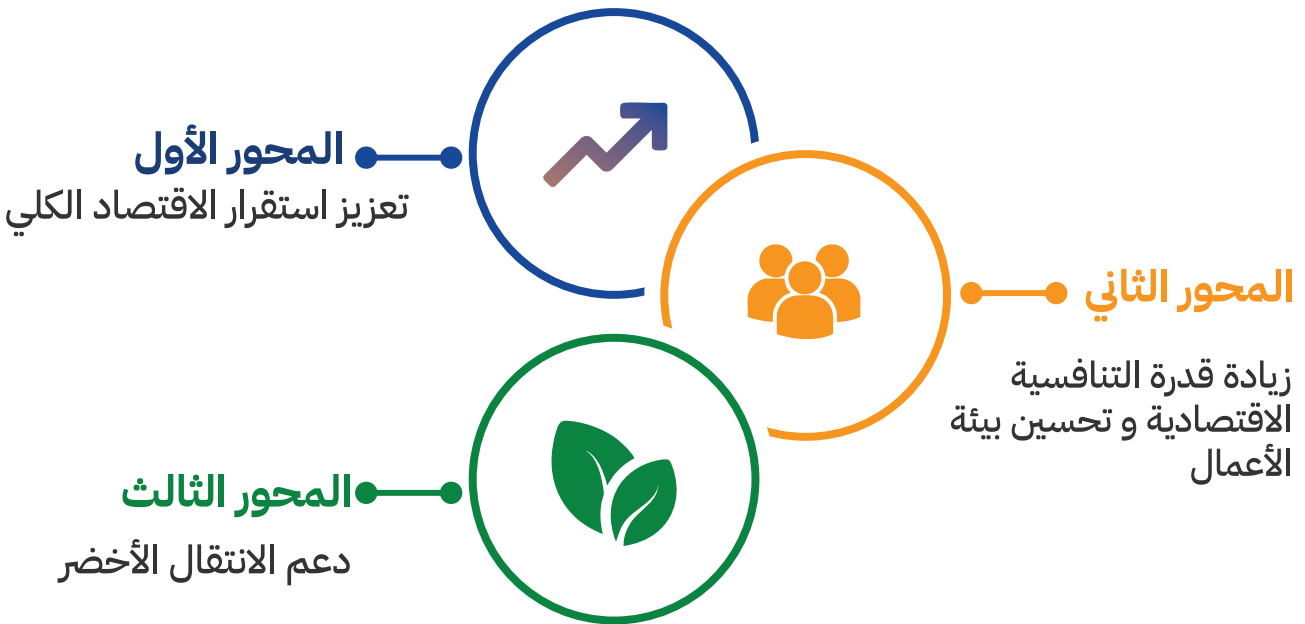 المحور الأول
تعزيز استقرار الاقتصاد الكلي
المحور الثاني
زيادة قدرة التنافسية
الاقتصادية و تحسين بيئة
الأعمال
المحور الثالث
دعم الانتقال الأخضر